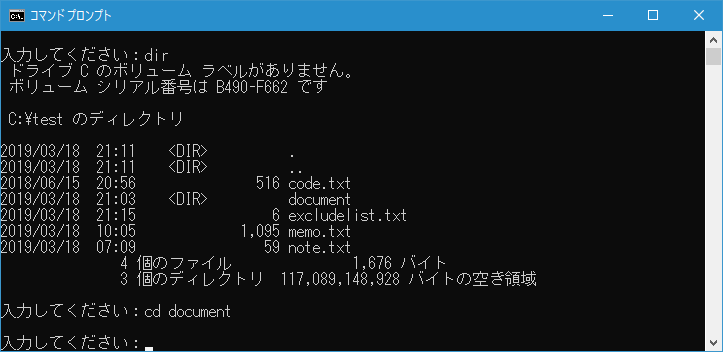 コマンドプロンプト
入力してください：dir
ドライブ C のボリューム ラベルがありません。
ボリューム シリアル番号は B490-F662 です
C:¥test のディレクトリ
2019/03/18 21:11 <DIR> .
2019/03/18 21:11 <DIR> ..
2018/06/15 20:56 516 code.txt
2019/03/18 21:03 <DIR> document
2019/03/18 21:15 6 excludelist.txt
2019/03/18 10:05 1,095 memo.txt
2019/03/18 07:09 59 note.txt
4 個のファイル 1,676 バイト
3 個のディレクトリ 117,089,148,928 バイトの空き領域
入力してください：cd document
入力してください：